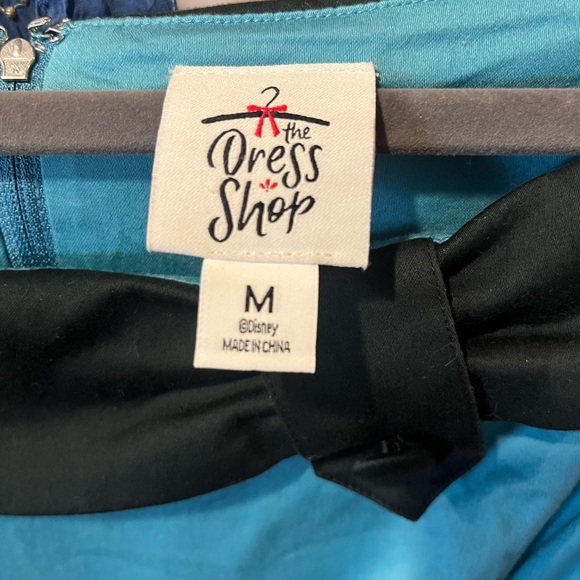 the
Dress
Shop
M
©Disney
MADE IN CHINA